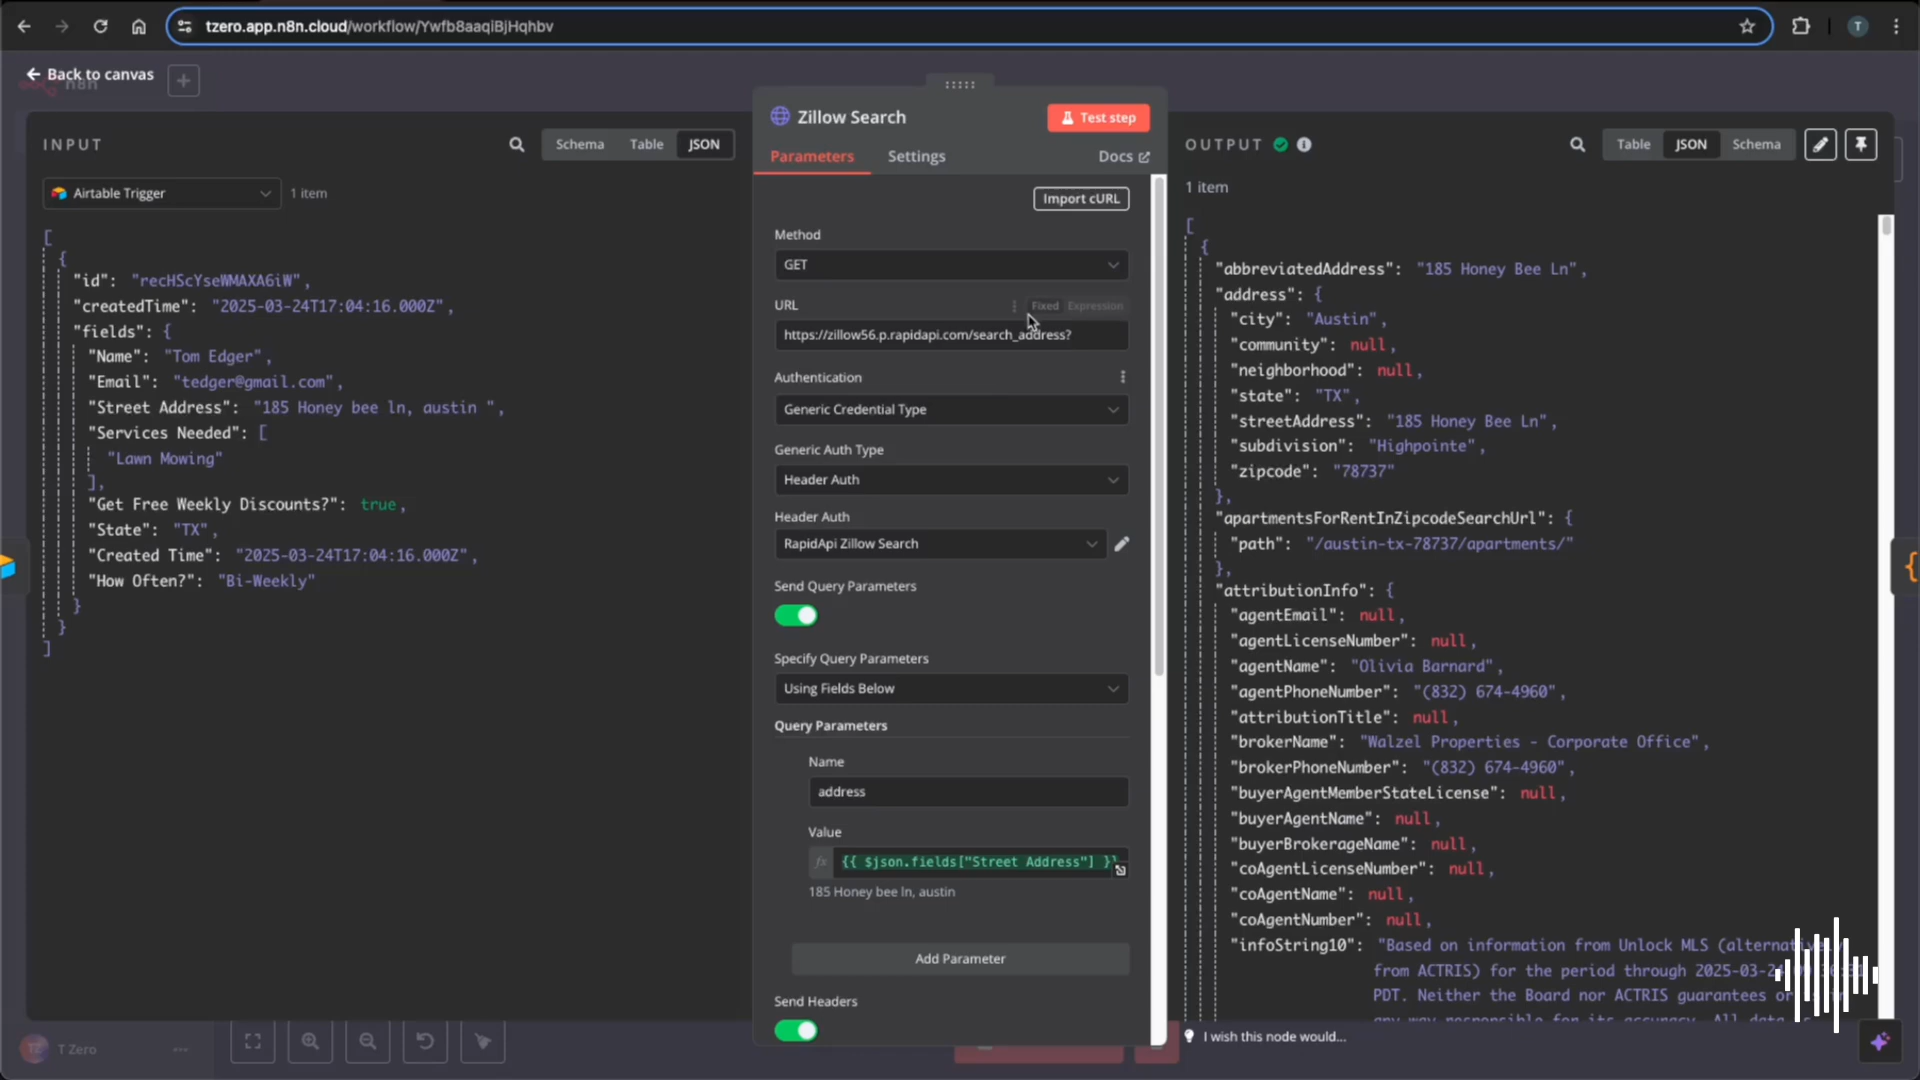 tzero.app.n8n.cloud/workflow/Ywfb8aaqiBjHqhbv
T
Back to canvas
n8n
INPUT
Schema
Table
JSON
Airtable Trigger
1 item
[
{
"id": "recHScYseWMAXA6iW",
"createdTime": "2025-03-24T17:04:16.000Z",
"fields": {
"Name": "Tom Edger",
"Email": "tedger@gmail.com",
"Street Address": "185 Honey bee ln, austin ",
"Services Needed": [
"Lawn Mowing"
],
"Get Free Weekly Discounts?": true,
"State": "TX",
"Created Time": "2025-03-24T17:04:16.000Z",
"How Often?": "Bi-Weekly"
}
}
]
T Zero
Zillow Search
Test step
Parameters
Settings
Docs
Import cURL
Method
GET
URL
Fixed
Expression
https://zillow56.p.rapidapi.com/search_address?
Authentication
Generic Credential Type
Generic Auth Type
Header Auth
Header Auth
RapidApi Zillow Search
Send Query Parameters
Specify Query Parameters
Using Fields Below
Query Parameters
Name
address
Value
fx
{{ $json.fields["Street Address"] }}
185 Honey bee ln, austin
Add Parameter
Send Headers
OUTPUT
Table
JSON
Schema
1 item
[
{
"abbreviatedAddress": "185 Honey Bee Ln",
"address": {
"city": "Austin",
"community": null,
"neighborhood": null,
"state": "TX",
"streetAddress": "185 Honey Bee Ln",
"subdivision": "Highpointe",
"zipcode": "78737"
},
"apartmentsForRentInZipcodeSearchUrl": {
"path": "/austin-tx-78737/apartments/"
},
"attributionInfo": {
"agentEmail": null,
"agentLicenseNumber": null,
"agentName": "Olivia Barnard",
"agentPhoneNumber": "(832) 674-4960",
"attributionTitle": null,
"brokerName": "Walzel Properties - Corporate Office",
"brokerPhoneNumber": "(832) 674-4960",
"buyerAgentMemberStateLicense": null,
"buyerAgentName": null,
"buyerBrokerageName": null,
"coAgentLicenseNumber": null,
"coAgentName": null,
"coAgentNumber": null,
"infoString10": "Based on information from Unlock MLS (alternatively
from ACTRIS) for the period through
PDT. Neither the Board nor ACTRIS guarantees or
any way responsible for its accuracy. All data
I wish this node would...